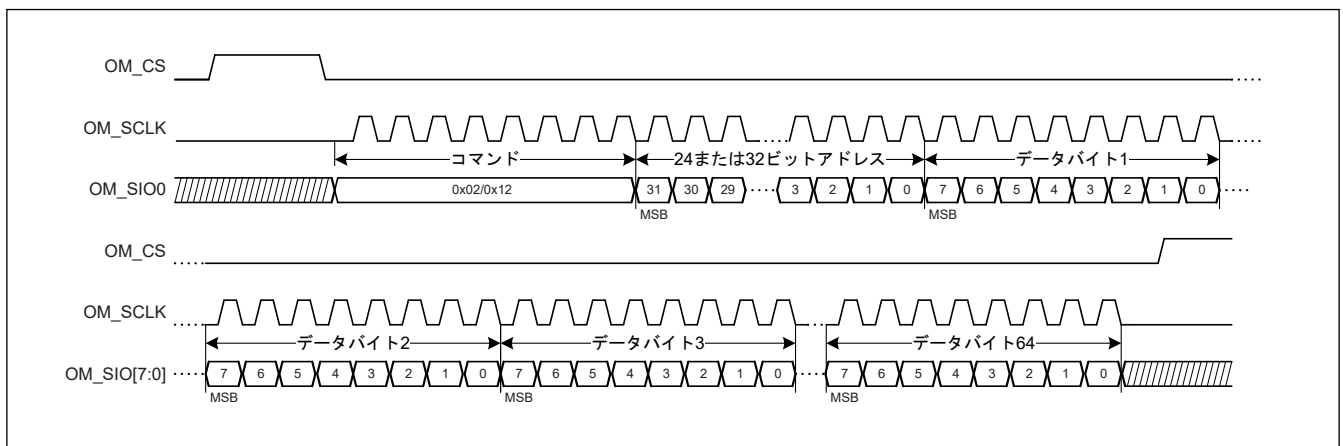 OM_CS
OM_SCLK
コマンド 24または32ビットアドレス データバイト1
OM_SIO0 0x02/0x12 31 30 29 3 2 1 0 7 6 5 4 3 2 1 0
MSB MSB
OM_CS
OM_SCLK
データバイト2 データバイト3 データバイト64
OM_SIO[7:0] 7 6 5 4 3 2 1 0 7 6 5 4 3 2 1 0 7 6 5 4 3 2 1 0
MSB MSB MSB